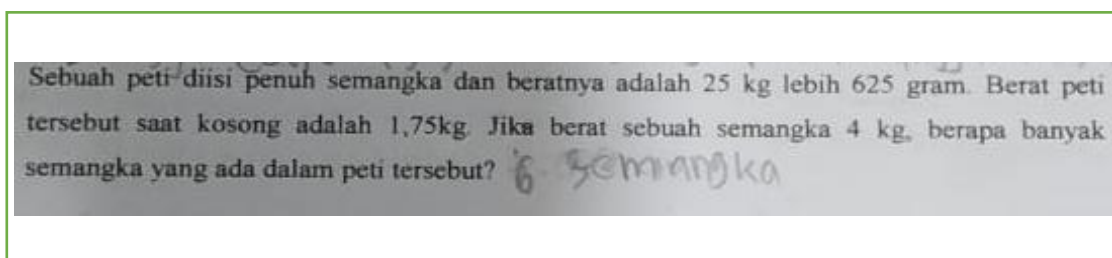 Sebuah peti diisi penuh semangka dan beratnya adalah 25 kg lebih 625 gram. Berat peti
tersebut saat kosong adalah 1,75kg. Jika berat sebuah semangka 4 kg, berapa banyak
semangka yang ada dalam peti tersebut? 6 semangka